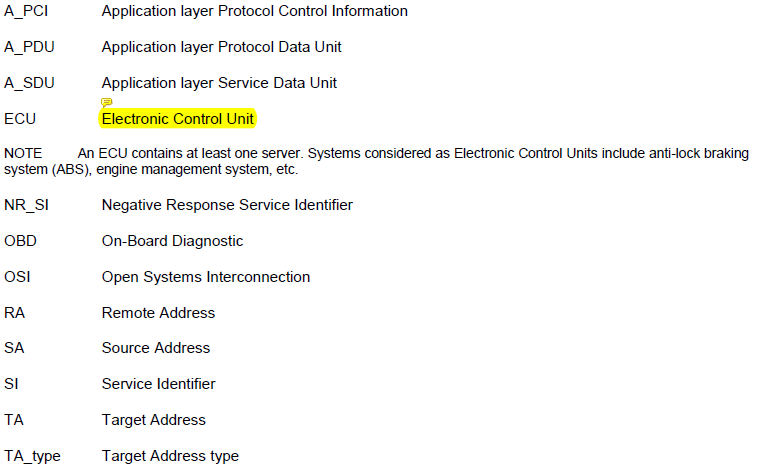 A_PCI Application layer Protocol Control Information
A_PDU Application layer Protocol Data Unit
A_SDU Application layer Service Data Unit
ECU Electronic Control Unit
NOTE An ECU contains at least one server. Systems considered as Electronic Control Units include anti-lock braking
system (ABS), engine management system, etc.
NR_SI Negative Response Service Identifier
OBD On-Board Diagnostic
OSI Open Systems Interconnection
RA Remote Address
SA Source Address
SI Service Identifier
TA Target Address
TA_type Target Address type